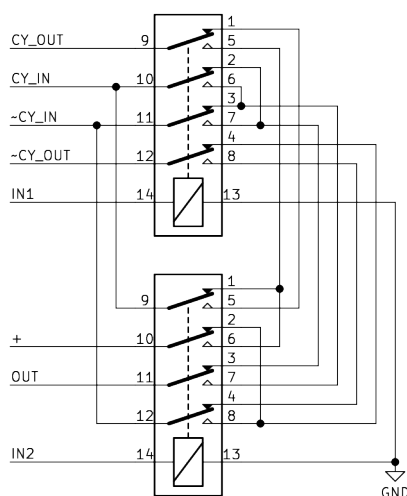 1
CY_OUT 9 5
2
CY_IN 10 6
3
~CY_IN 11 7
4
~CY_OUT 12 8
IN1 14 13
1
9 5
2
+ 10 6
3
OUT 11 7
4
12 8
IN2 14 13
GND